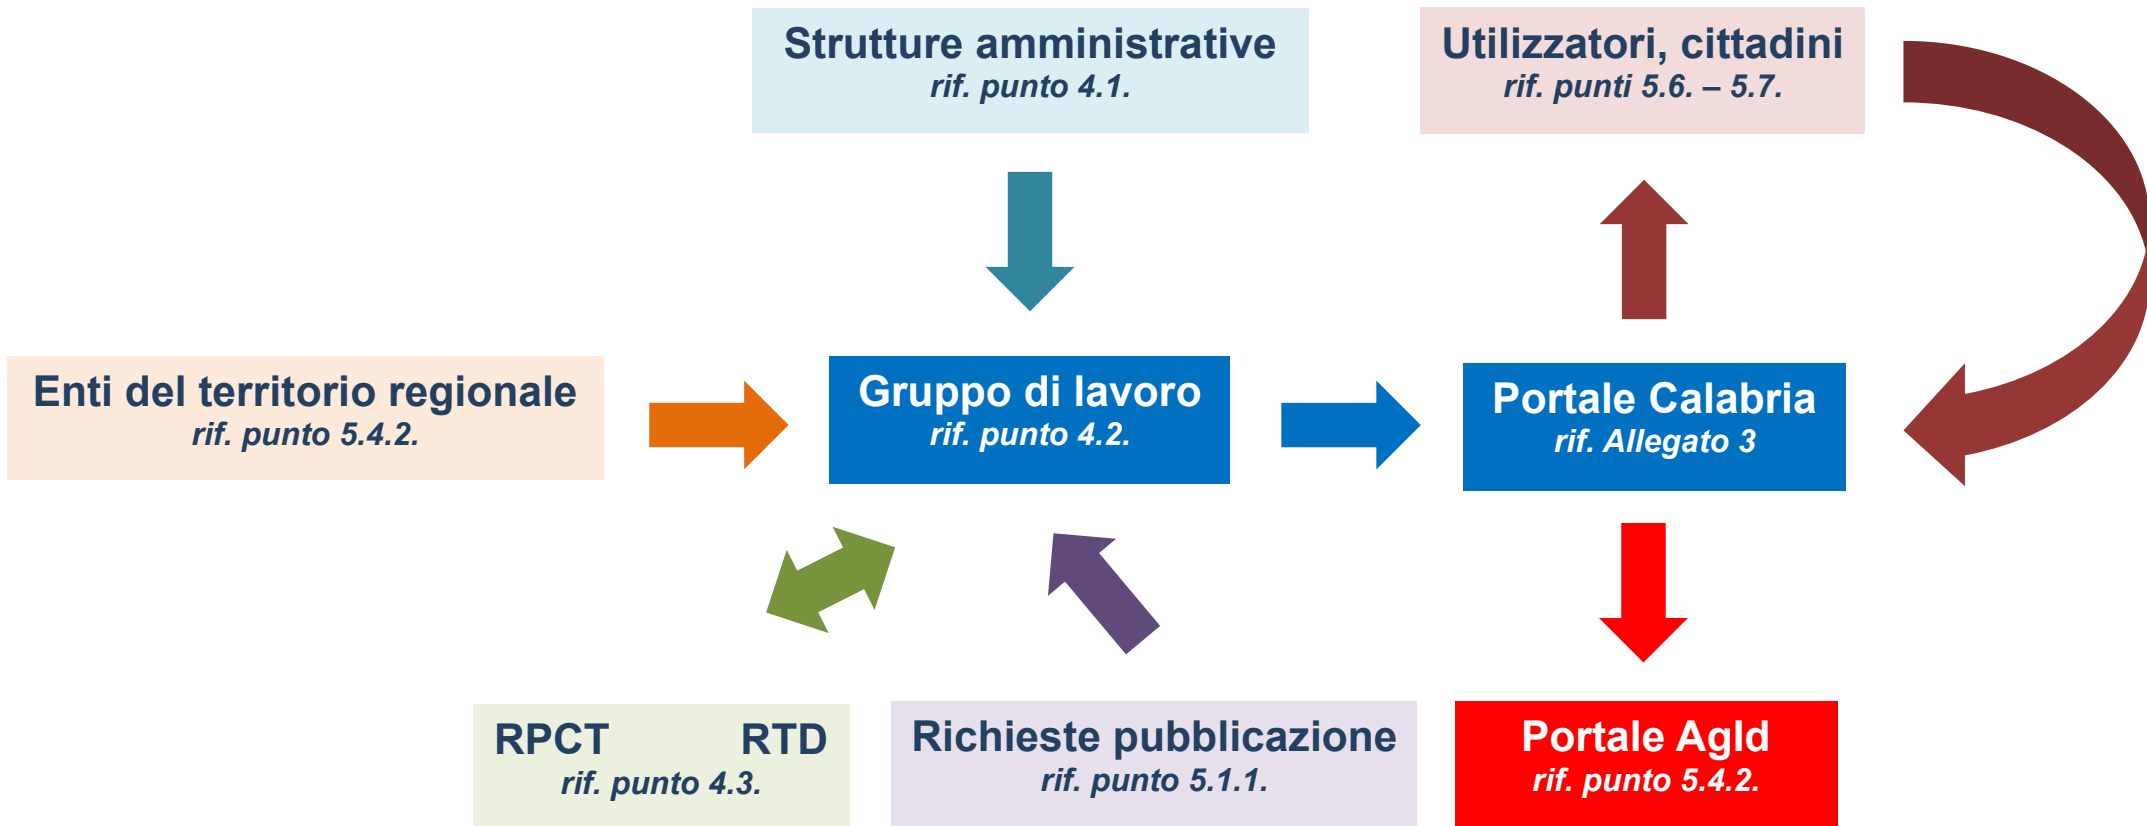 Strutture amministrative
rif. punto 4.1.
Utilizzatori, cittadini
rif. punti 5.6. – 5.7.
Enti del territorio regionale
rif. punto 5.4.2.
Gruppo di lavoro
rif. punto 4.2.
Portale Calabria
rif. Allegato 3
RPCT RTD
rif. punto 4.3.
Richieste pubblicazione
rif. punto 5.1.1.
Portale AgId
rif. punto 5.4.2.